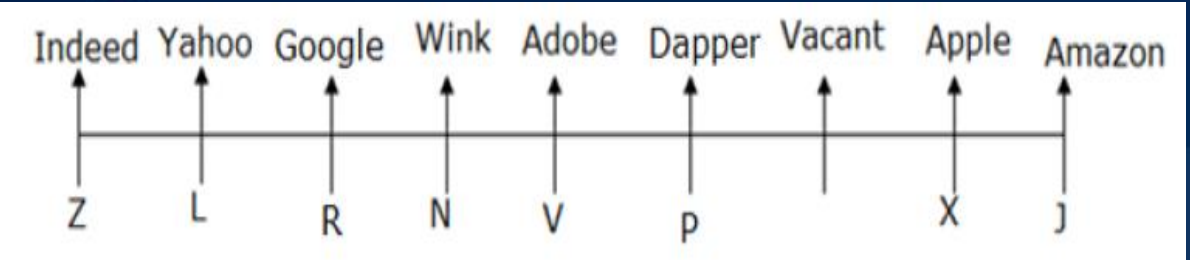 Indeed Yahoo Google Wink Adobe Dapper Vacant Apple Amazon
Z L R N V P X J